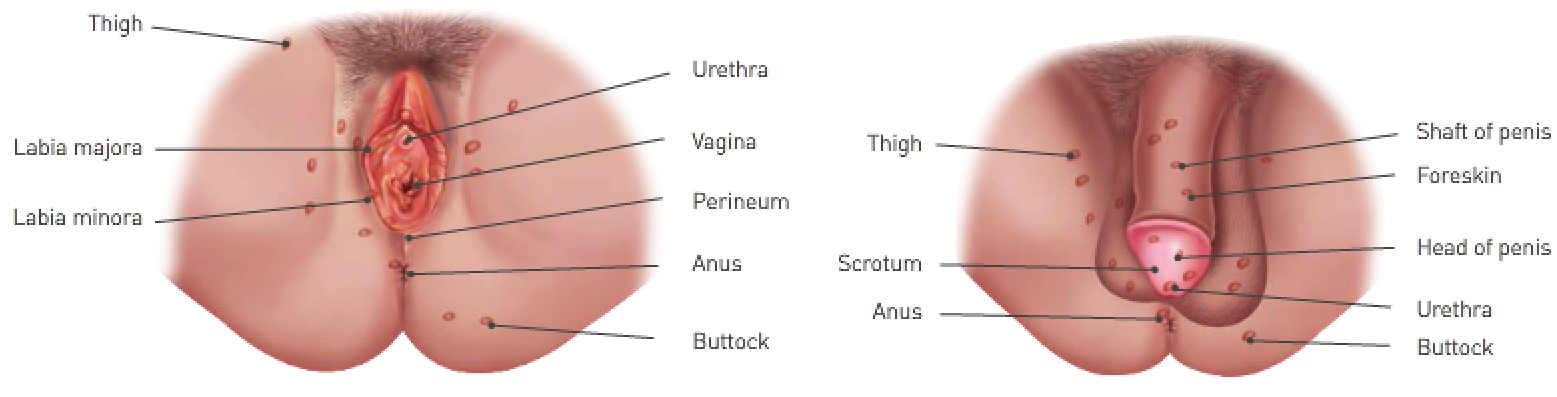 Thigh
Labia majora
Labia minora
Urethra
Vagina
Perineum
Anus
Buttock
Thigh
Scrotum
Anus
Shaft of penis
Foreskin
Head of penis
Urethra
Buttock